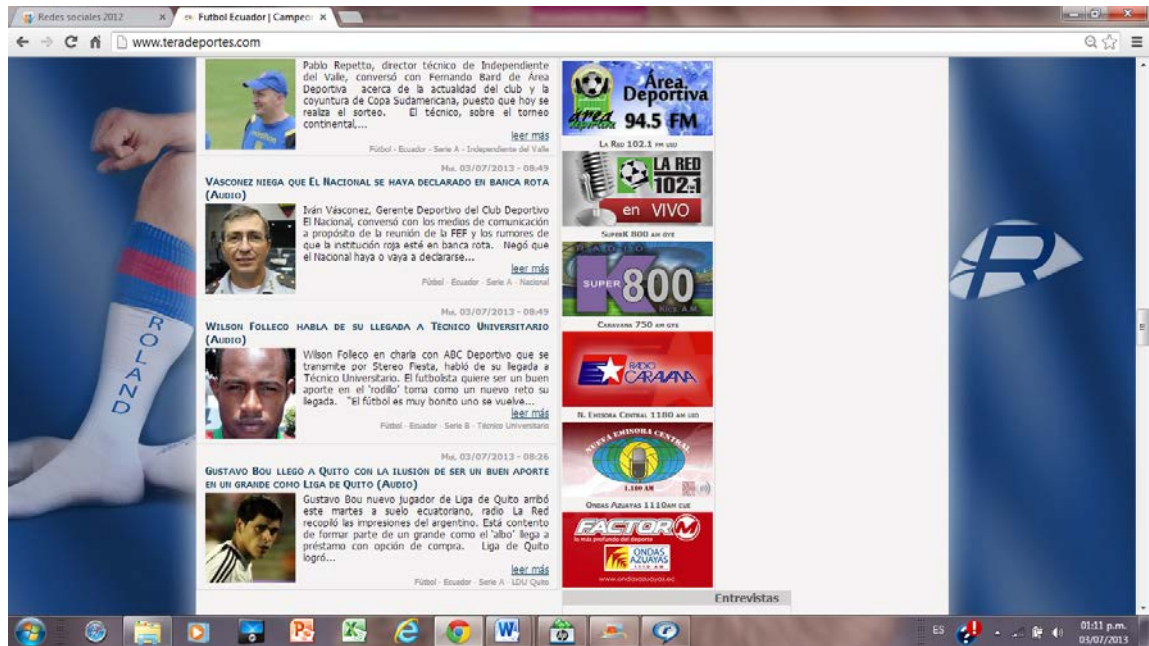 Redes sociales 2012
Futbol Ecuador | Campeo
www.teradeportes.com
Pablo Repetto, director técnico de Independiente
del Valle, conversó con Fernando Bard de Área
Deportiva acerca de la actualidad del club y la
coyuntura de Copa Sudamericana, puesto que hoy se
realiza el sorteo. El técnico, sobre el torneo
continental,...
leer más
Fútbol - Ecuador - Serie A - Independiente del Valle
Mié, 03/07/2013 - 08:49
VÁSCONEZ NIEGA QUE EL NACIONAL SE HAYA DECLARADO EN BANCA ROTA
(AUDIO)
Iván Vásconez, Gerente Deportivo del Club Deportivo
El Nacional, conversó con los medios de comunicación
a propósito de la reunión de la FEF y los rumores de
que la institución roja esté en banca rota. Negó que
el Nacional haya o vaya a declararse...
leer más
Fútbol - Ecuador - Serie A - Nacional
Mié, 03/07/2013 - 08:49
WILSON FOLLECO HABLA DE SU LLEGADA A TÉCNICO UNIVERSITARIO
(AUDIO)
Wilson Folleco en charla con ABC Deportivo que se
transmite por Stereo Fiesta, habló de su llegada a
Técnico Universitario. El futbolista quiere ser un buen
aporte en el 'rodillo' toma como un nuevo reto su
llegada. "El fútbol es muy bonito uno se vuelve...
leer más
Fútbol - Ecuador - Serie B - Técnico Universitario
Mié, 03/07/2013 - 08:26
GUSTAVO BOU LLEGO A QUITO CON LA ILUSION DE SER UN BUEN APORTE
EN UN GRANDE COMO LIGA DE QUITO (AUDIO)
Gustavo Bou nuevo jugador de Liga de Quito arribó
este martes a suelo ecuatoriano, radio La Red
recopiló las impresiones del argentino. Está contento
de formar parte de un grande como el 'albo' llega a
préstamo con opción de compra. Liga de Quito
logró...
leer más
Fútbol - Ecuador - Serie A - LDU Quito
Área
Deportiva
área
deportiva
94.5 FM
LA RED 102.1 FM UIO
LA RED
102.1
en VIVO
SUPERK 800 AM GYE
RADIO
SUPER K 800
Kcs. A.M.
CARAVANA 750 AM GYE
RADIO
CARAVANA
N. EMISORA CENTRAL 1180 AM UIO
NUEVA EMISORA CENTRAL
1.180 AM
ONDAS AZUAYAS 1110AM CUE
FACTOR M
lo más profundo del deporte
ONDAS
AZUAYAS
1110 AM
www.ondasazuayas.ec
Entrevistas
ROLAND
R
ES
01:11 p.m.
03/07/2013